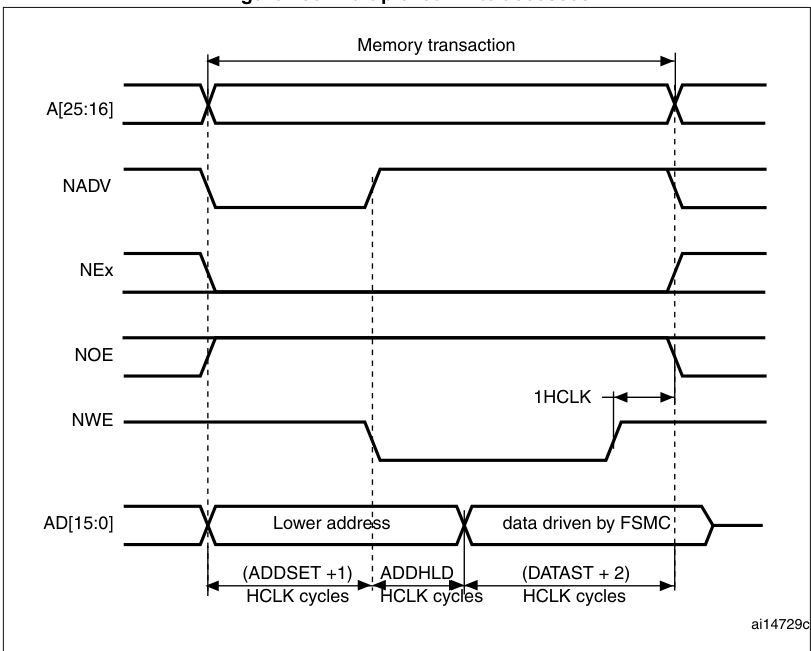 Memory transaction
A[25:16]
NADV
NEx
NOE
1HCLK
NWE
AD[15:0]
Lower address
data driven by FSMC
(ADDSET +1)
HCLK cycles
ADDHLD
HCLK cycles
(DATAST + 2)
HCLK cycles
ai14729c